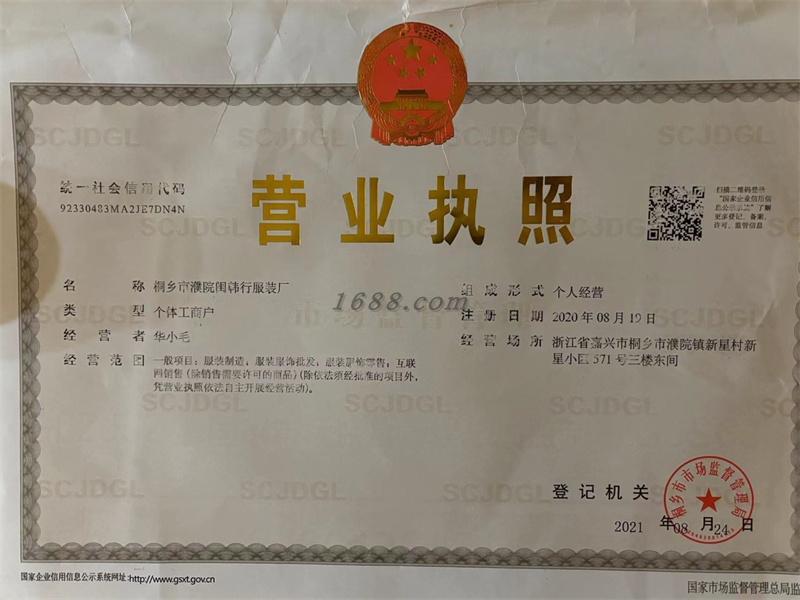 统一社会信用代码
92330483MA2JE7DN4N
营业执照
扫描二维码登录
“国家企业信用信
息公示系统”了解
更多登记、备案、
许可、监管信息
名称 桐乡市濮院闺韩行服装厂
类型 个体工商户
经营者 华小毛
经营范围 一般项目：服装制造；服装服饰批发；服装服饰零售；互联
网销售（除销售需要许可的商品）(除依法须经批准的项目外，
凭营业执照依法自主开展经营活动)。
组成形式 个人经营
注册日期 2020年08月19日
经营场所 浙江省嘉兴市桐乡市濮院镇新星村新
星小区571号三楼东间
1688.com
登记机关
桐乡市市场监督管理局
2021年08月24日
国家企业信用信息公示系统网址:http://www.gsxt.gov.cn
国家市场监督管理总局监
SCJDGL